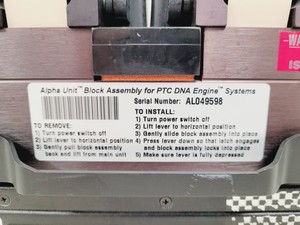 -WA
IS
Alpha Unit™ Block Assembly for PTC DNA Engine™ Systems
Serial Number: AL049598
TO REMOVE:
1) Turn power switch off
2) Lift lever to horizontal position
3) Gently pull block assembly
back end lift from main unit
TO INSTALL:
1) Turn power switch off
2) Lift lever to horizontal position
3) Gently slide block assembly into place
4) Press lever down so that latch engages
and block assembly locks into place
5) Make sure lever is fully depressed